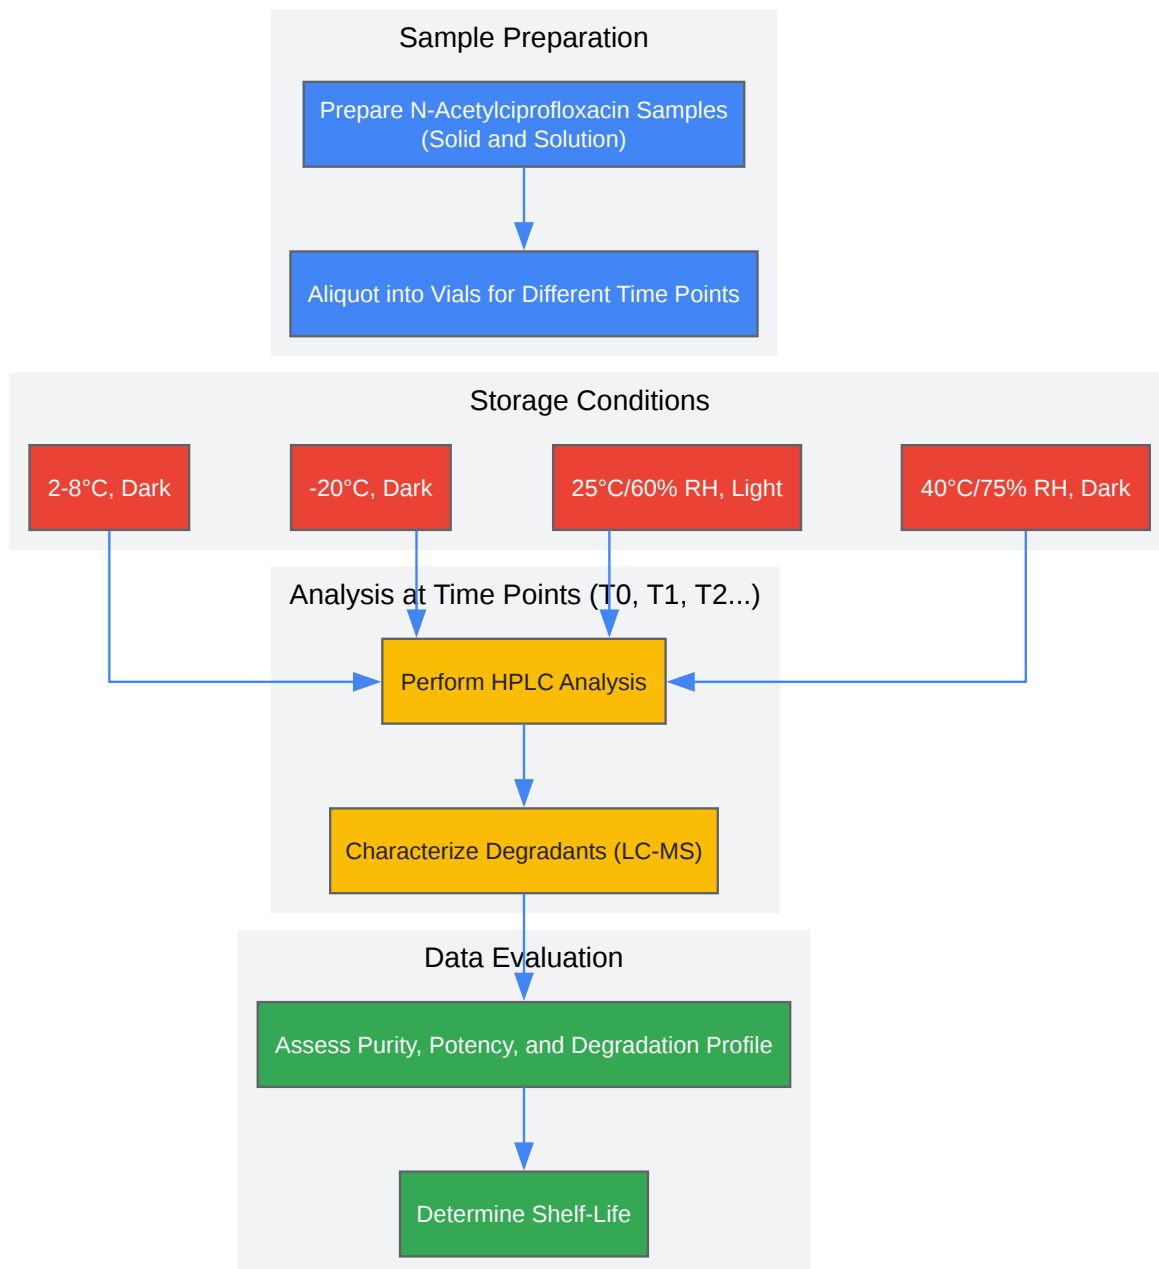 Sample Preparation
Prepare N-Acetylciprofloxacin Samples
(Solid and Solution)
Aliquot into Vials for Different Time Points
Storage Conditions
2-8°C, Dark
-20°C, Dark
25°C/60% RH, Light
40°C/75% RH, Dark
Analysis at Time Points (T0, T1, T2...)
Perform HPLC Analysis
Characterize Degradants (LC-MS)
Data Evaluation
Assess Purity, Potency, and Degradation Profile
Determine Shelf-Life